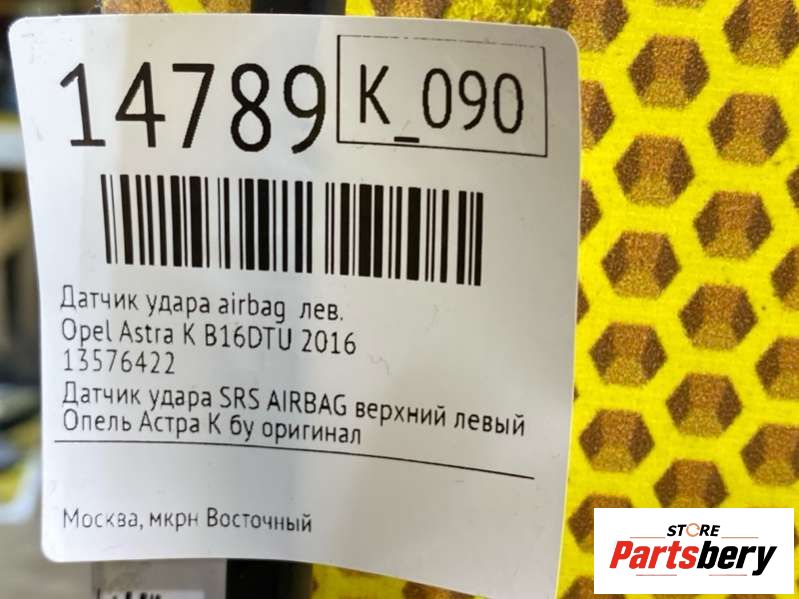 14789
K_090
Датчик удара airbag лев.
Opel Astra K B16DTU 2016
13576422
Датчик удара SRS AIRBAG верхний левый
Опель Астра К бу оригинал
Москва, мкрн Восточный
STORE
Partsbery